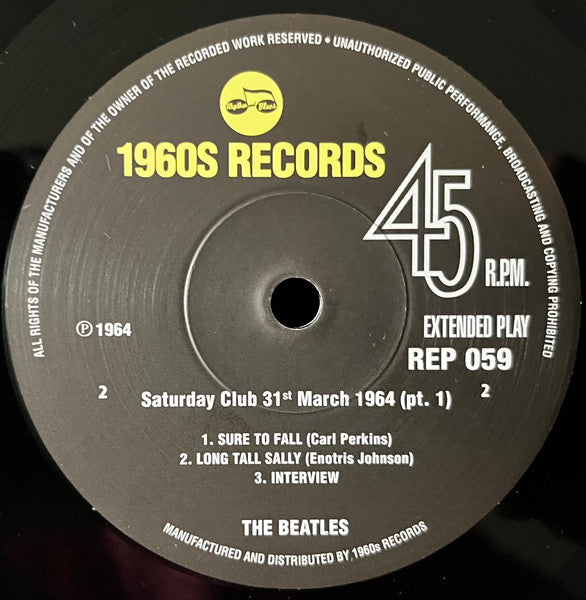 ALL RIGHTS OF THE MANUFACTURERS AND OF THE OWNER OF THE RECORDED WORK RESERVED • UNAUTHORIZED PUBLIC PERFORMANCE, BROADCASTING AND COPYING PROHIBITED
Rhythm and Blues
1960S RECORDS
45 R.P.M.
EXTENDED PLAY
℗ 1964
REP 059
2 Saturday Club 31st March 1964 (pt. 1) 2
1. SURE TO FALL (Carl Perkins)
2. LONG TALL SALLY (Enotris Johnson)
3. INTERVIEW
THE BEATLES
MANUFACTURED AND DISTRIBUTED BY 1960s RECORDS